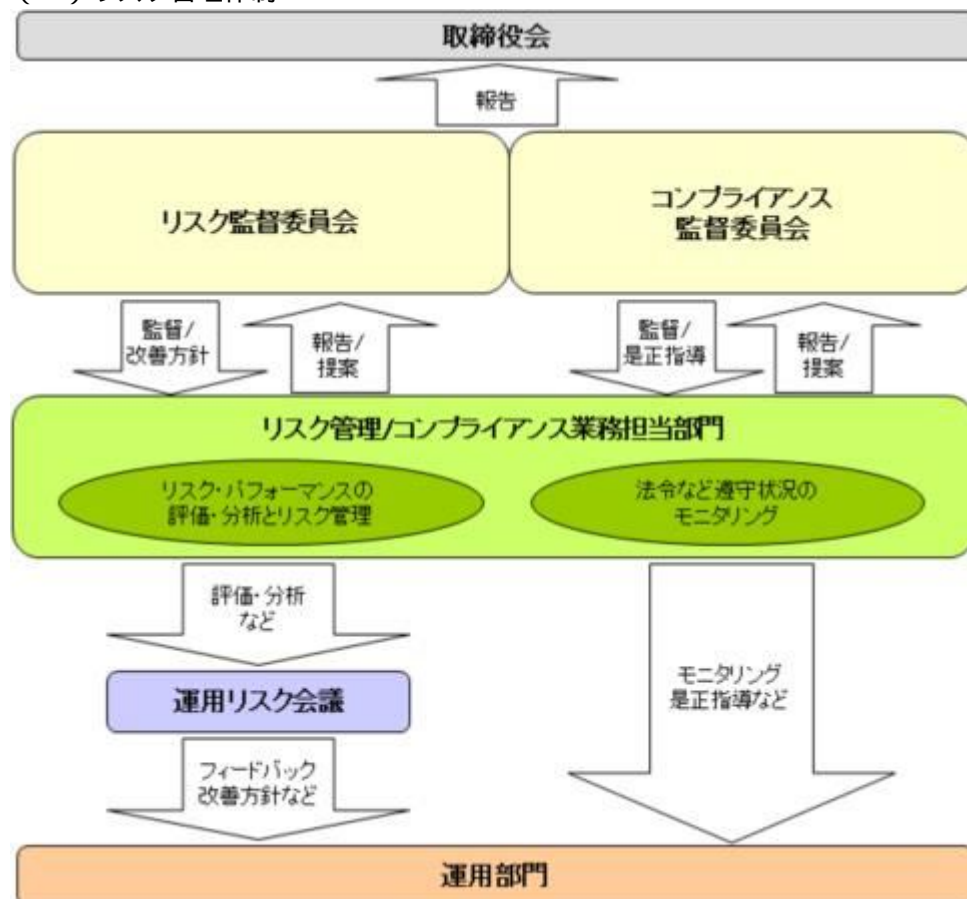 取締役会
報告
リスク監督委員会
コンプライアンス
監督委員会
監督/
改善方針
報告/
提案
監督/
是正指導
報告/
提案
リスク管理/コンプライアンス業務担当部門
リスク・パフォーマンスの
評価・分析とリスク管理
法令など遵守状況の
モニタリング
評価・分析
など
運用リスク会議
モニタリング
是正指導など
フィードバック
改善方針など
運用部門